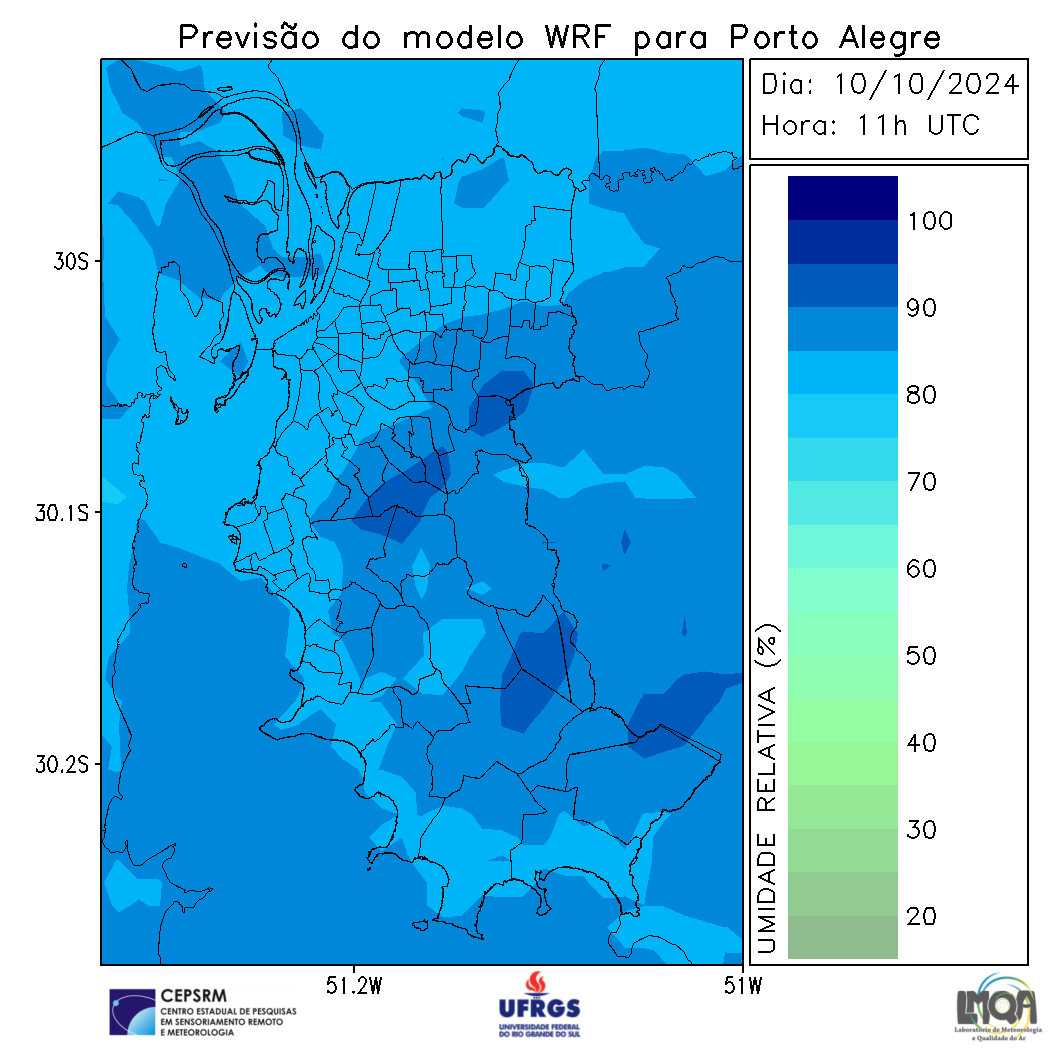 Previsão do modelo WRF para Porto Alegre
Dia: 10/10/2024
Hora: 11h UTC
30S
30.1S
30.2S
51.2W
51W
100
90
80
70
60
50
40
30
20
UMIDADE RELATIVA (%)
CEPSRM
CENTRO ESTADUAL DE PESQUISAS
EM SENSORIAMENTO REMOTO
E METEOROLOGIA
UFRGS
UNIVERSIDADE FEDERAL
DO RIO GRANDE DO SUL
LMQA
Laboratório de Meteorologia
e Qualidade do Ar